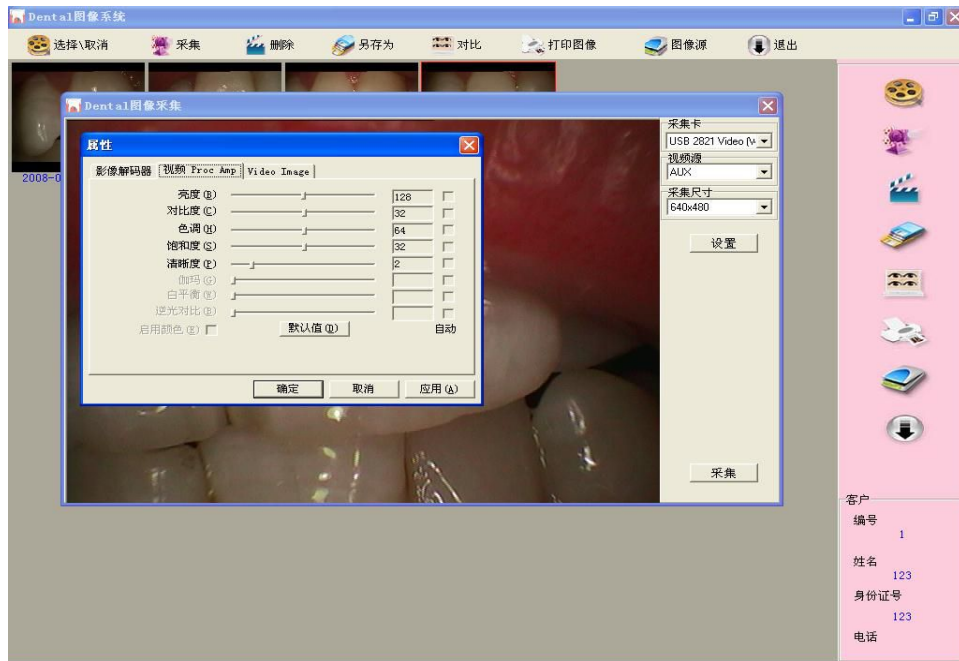 Dental图像系统
选择\取消 采集 删除 另存为 对比 打印图像 图像源 退出
2008-0
Dental图像采集
属性
影像解码器 视频 Proc Amp Video Image
亮度(B) 128
对比度(C) 32
色调(H) 64
饱和度(S) 32
清晰度(P) 2
伽玛(G)
白平衡(W)
逆光对比(B)
启用颜色(E) 默认值(D) 自动
确定 取消 应用(A)
采集卡
USB 2821 Video
视频源
AUX
采集尺寸
640x480
设置
采集
客户
编号
1
姓名
123
身份证号
123
电话